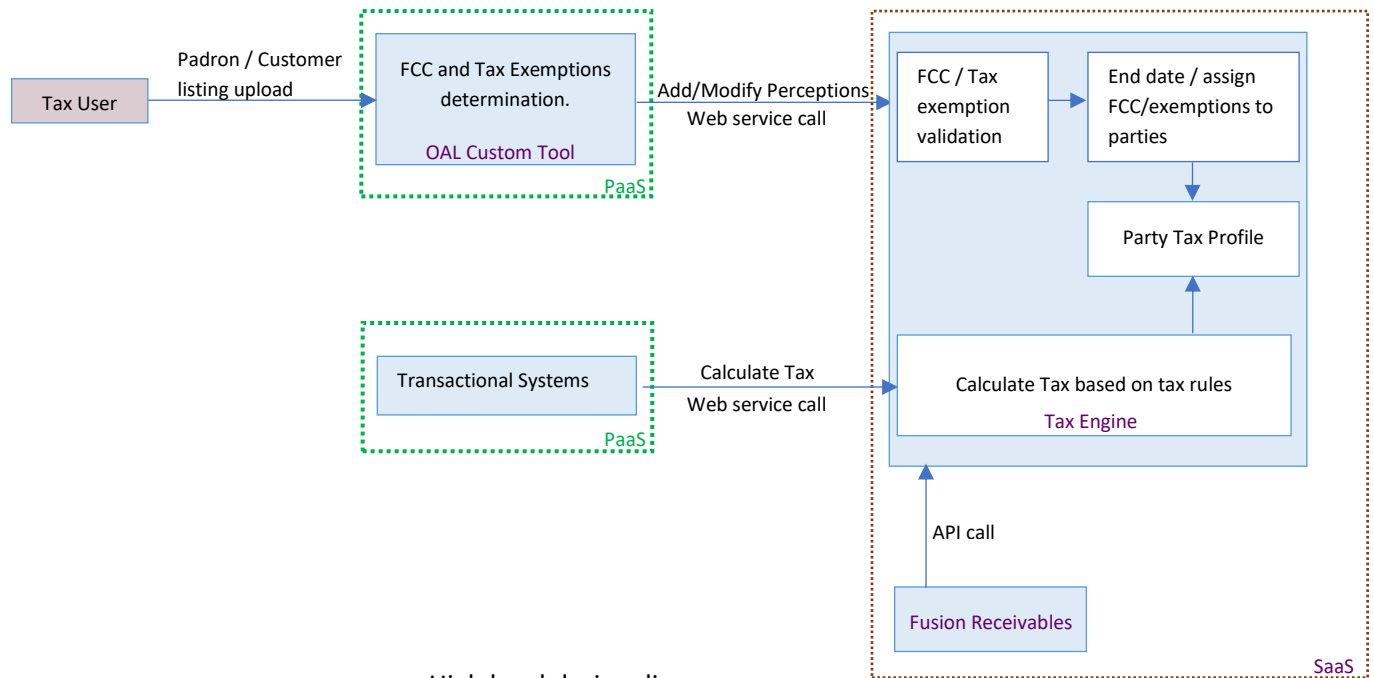 Padron / Customer
listing upload
Tax User
FCC and Tax Exemptions
determination.
OAL Custom Tool
PaaS
Add/Modify Perceptions
Web service call
FCC / Tax
exemption
validation
End date / assign
FCC/exemptions to
parties
Party Tax Profile
Transactional Systems
PaaS
Calculate Tax
Web service call
Calculate Tax based on tax rules
Tax Engine
API call
Fusion Receivables
SaaS